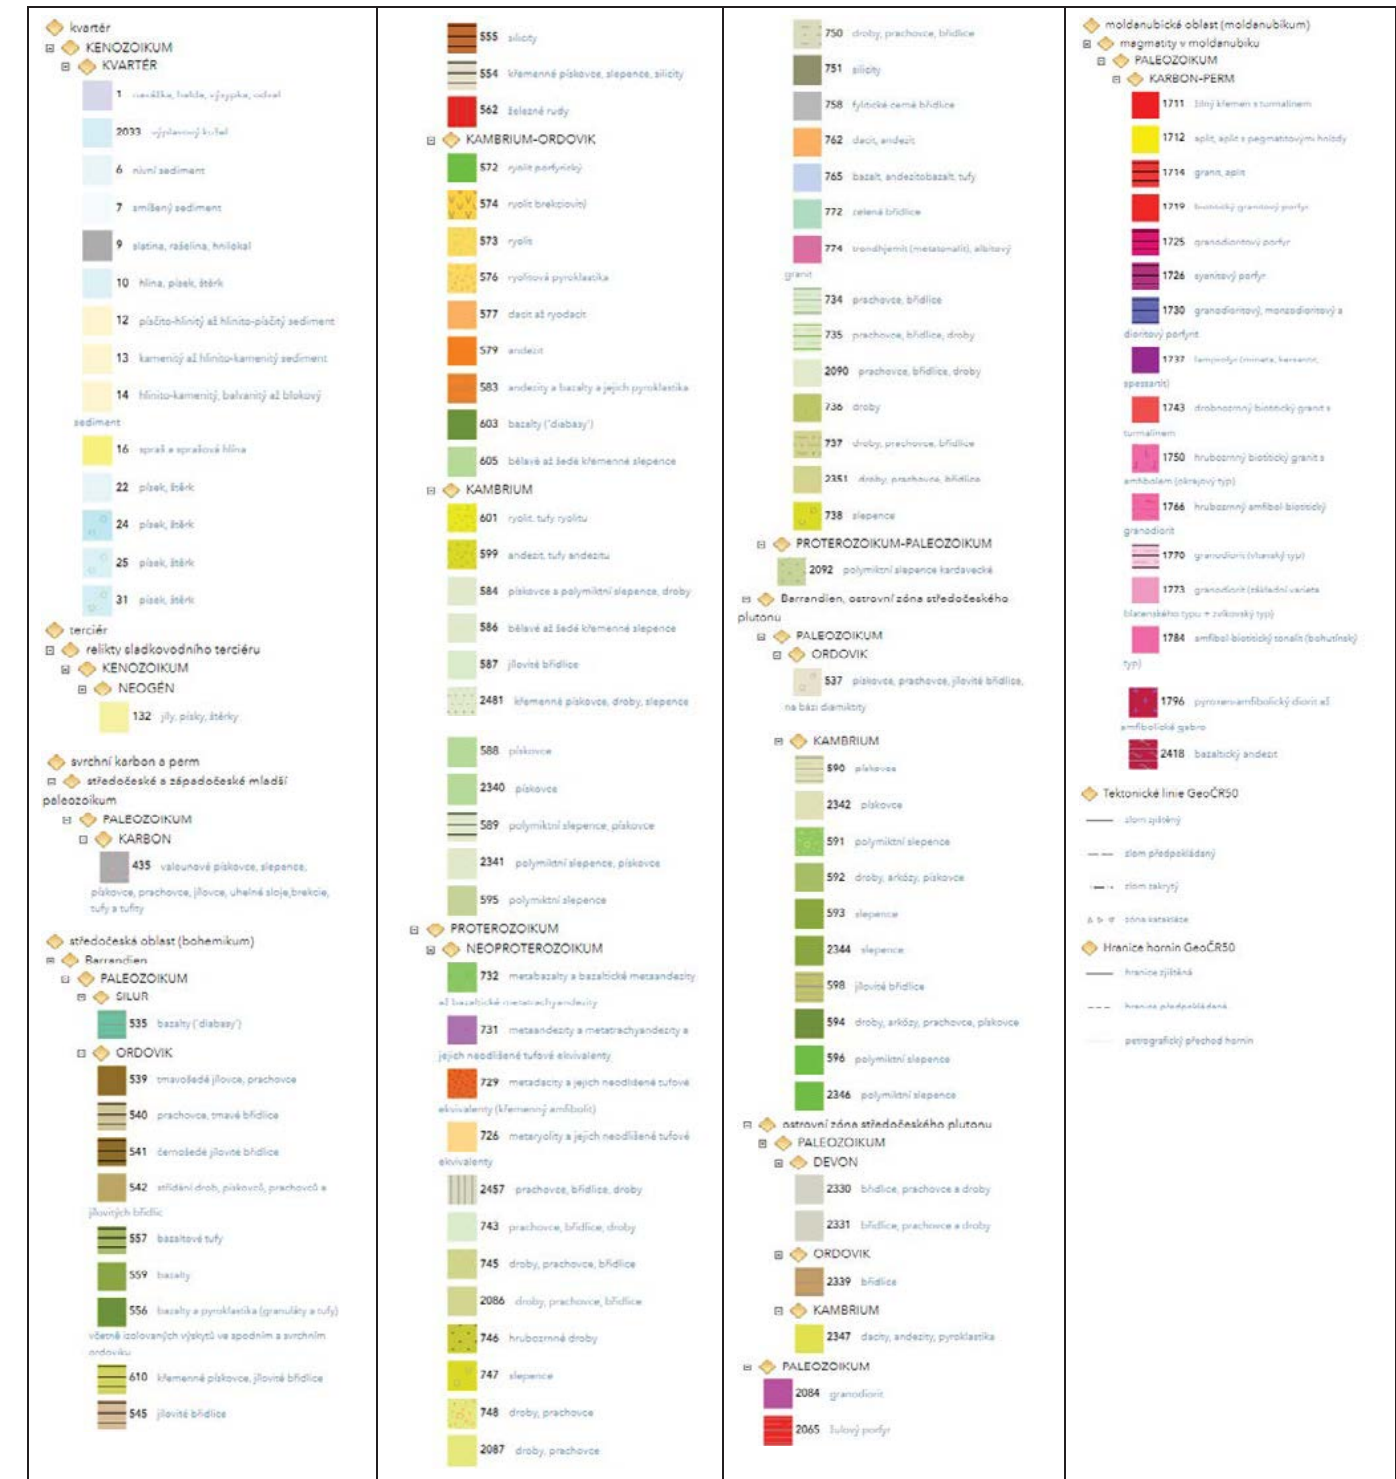 kvartér
KENOZOIKUM
KVARTÉR
1 navážka, halda, výsypka, odval
2033 výplavový kužel
6 nivní sediment
7 smíšený sediment
9 slatina, rašelina, hnilokal
10 hlína, písek, štěrk
12 písčito-hlinitý až hlinito-písčitý sediment
13 kamenitý až hlinito-kamenitý sediment
14 hlinito-kamenitý, balvanitý až blokový
sediment
16 spraš a sprašová hlína
22 písek, štěrk
24 písek, štěrk
25 písek, štěrk
31 písek, štěrk
terciér
relikty sladkovodního terciéru
KENOZOIKUM
NEOGÉN
132 jíly, písky, štěrky
svrchní karbon a perm
středočeské a západočeské mladší
paleozoikum
PALEOZOIKUM
KARBON
435 valounové pískovce, slepence,
pískovce, prachovce, jílovce, uhelné sloje,brekcie,
tufy a tufity
středočeská oblast (bohemikum)
Barrandien
PALEOZOIKUM
SILUR
535 bazalty ('diabasy')
ORDOVIK
539 tmavošedé jílovce, prachovce
540 prachovce, tmavé břidlice
541 černošedé jílovité břidlice
542 střídání drob, pískovců, prachovců a
jílovitých břidlic
557 bazaltové tufy
559 bazalty
556 bazalty a pyroklastika (granuláty a tufy)
včetně izolovaných výskytů ve spodním a svrchním
ordoviku
610 křemenné pískovce, jílovité břidlice
545 jílovité břidlice
555 silicity
554 křemenné pískovce, slepence, silicity
562 železné rudy
KAMBRIUM-ORDOVIK
572 ryolit porfyrický
574 ryolit brekciovitý
573 ryolit
576 ryolitová pyroklastika
577 dacit až ryodacit
579 andezit
583 andezity a bazalty a jejich pyroklastika
603 bazalty ('diabasy')
605 bělavé až šedé křemenné slepence
KAMBRIUM
601 ryolit, tufy ryolitu
599 andezit, tufy andezitu
584 pískovce a polymiktní slepence, droby
586 bělavé až šedé křemenné slepence
587 jílovité břidlice
2481 křemenné pískovce, droby, slepence
588 pískovce
2340 pískovce
589 polymiktní slepence, pískovce
2341 polymiktní slepence, pískovce
595 polymiktní slepence
PROTEROZOIKUM
NEOPROTEROZOIKUM
732 metabazalty a bazaltické metaandezity
až bazaltické metatrachyandezity
731 metaandezity a metatrachyandezity a
jejich neodlišené tufové ekvivalenty
729 metadacity a jejich neodlišené tufové
ekvivalenty (křemenný amfibolit)
726 metaryolity a jejich neodlišené tufové
ekvivalenty
2457 prachovce, břidlice, droby
743 prachovce, břidlice, droby
745 droby, prachovce, břidlice
2086 droby, prachovce, břidlice
746 hrubozrnné droby
747 slepence
748 droby, prachovce
2087 droby, prachovce
750 droby, prachovce, břidlice
751 silicity
758 fylitické černé břidlice
762 dacit, andezit
765 bazalt, andezitobazalt, tufy
772 zelená břidlice
774 trondhjemit (metatonalit), albitový
granit
734 prachovce, břidlice
735 prachovce, břidlice, droby
2090 prachovce, břidlice, droby
736 droby
737 droby, prachovce, břidlice
2351 droby, prachovce, břidlice
738 slepence
PROTEROZOIKUM-PALEOZOIKUM
2092 polymiktní slepence kardavecké
Barrandien, ostrovní zóna středočeského
plutonu
PALEOZOIKUM
ORDOVIK
537 pískovce, prachovce, jílovité břidlice,
na bázi diamiktity
KAMBRIUM
590 pískovce
2342 pískovce
591 polymiktní slepence
592 droby, arkózy, pískovce
593 slepence
2344 slepence
598 jílovité břidlice
594 droby, arkózy, prachovce, pískovce
596 polymiktní slepence
2346 polymiktní slepence
ostrovní zóna středočeského plutonu
PALEOZOIKUM
DEVON
2330 břidlice, prachovce a droby
2331 břidlice, prachovce a droby
ORDOVIK
2339 břidlice
KAMBRIUM
2347 dacity, andezity, pyroklastika
PALEOZOIKUM
2084 granodiorit
2065 žulový porfyr
moldanubická oblast (moldanubikum)
magmatity v moldanubiku
PALEOZOIKUM
KARBON-PERM
1711 žilný křemen s turmalínem
1712 aplit, aplit s pegmatitovými hnízdy
1714 granit, aplit
1719 biotitický granitový porfyr
1725 granodioritový porfyr
1726 syenitový porfyr
1730 granodioritový, monzodioritový a
dioritový porfyrit
1737 lamprofyr (mineta, kersantit,
spessartit)
1743 drobnozrnný biotitický granit s
turmalínem
1750 hrubozrnný biotitický granit s
amfibolem (okrajový typ)
1766 hrubozrnný amfibol-biotitický
granodiorit
1770 granodiorit (vltavský typ)
1773 granodiorit (základní varieta
blatenského typu + zvíkovský typ)
1784 amfibol-biotitický tonalit (bohutínský
typ)
1796 pyroxen-amfibolický diorit až
amfibolické gabro
2418 bazaltický andezit
Tektonické linie GeoČR50
zlom zjištěný
zlom předpokládaný
zlom zakrytý
zóna katakláze
Hranice hornin GeoČR50
hranice zjištěná
hranice předpokládaná
petrografický přechod hornin